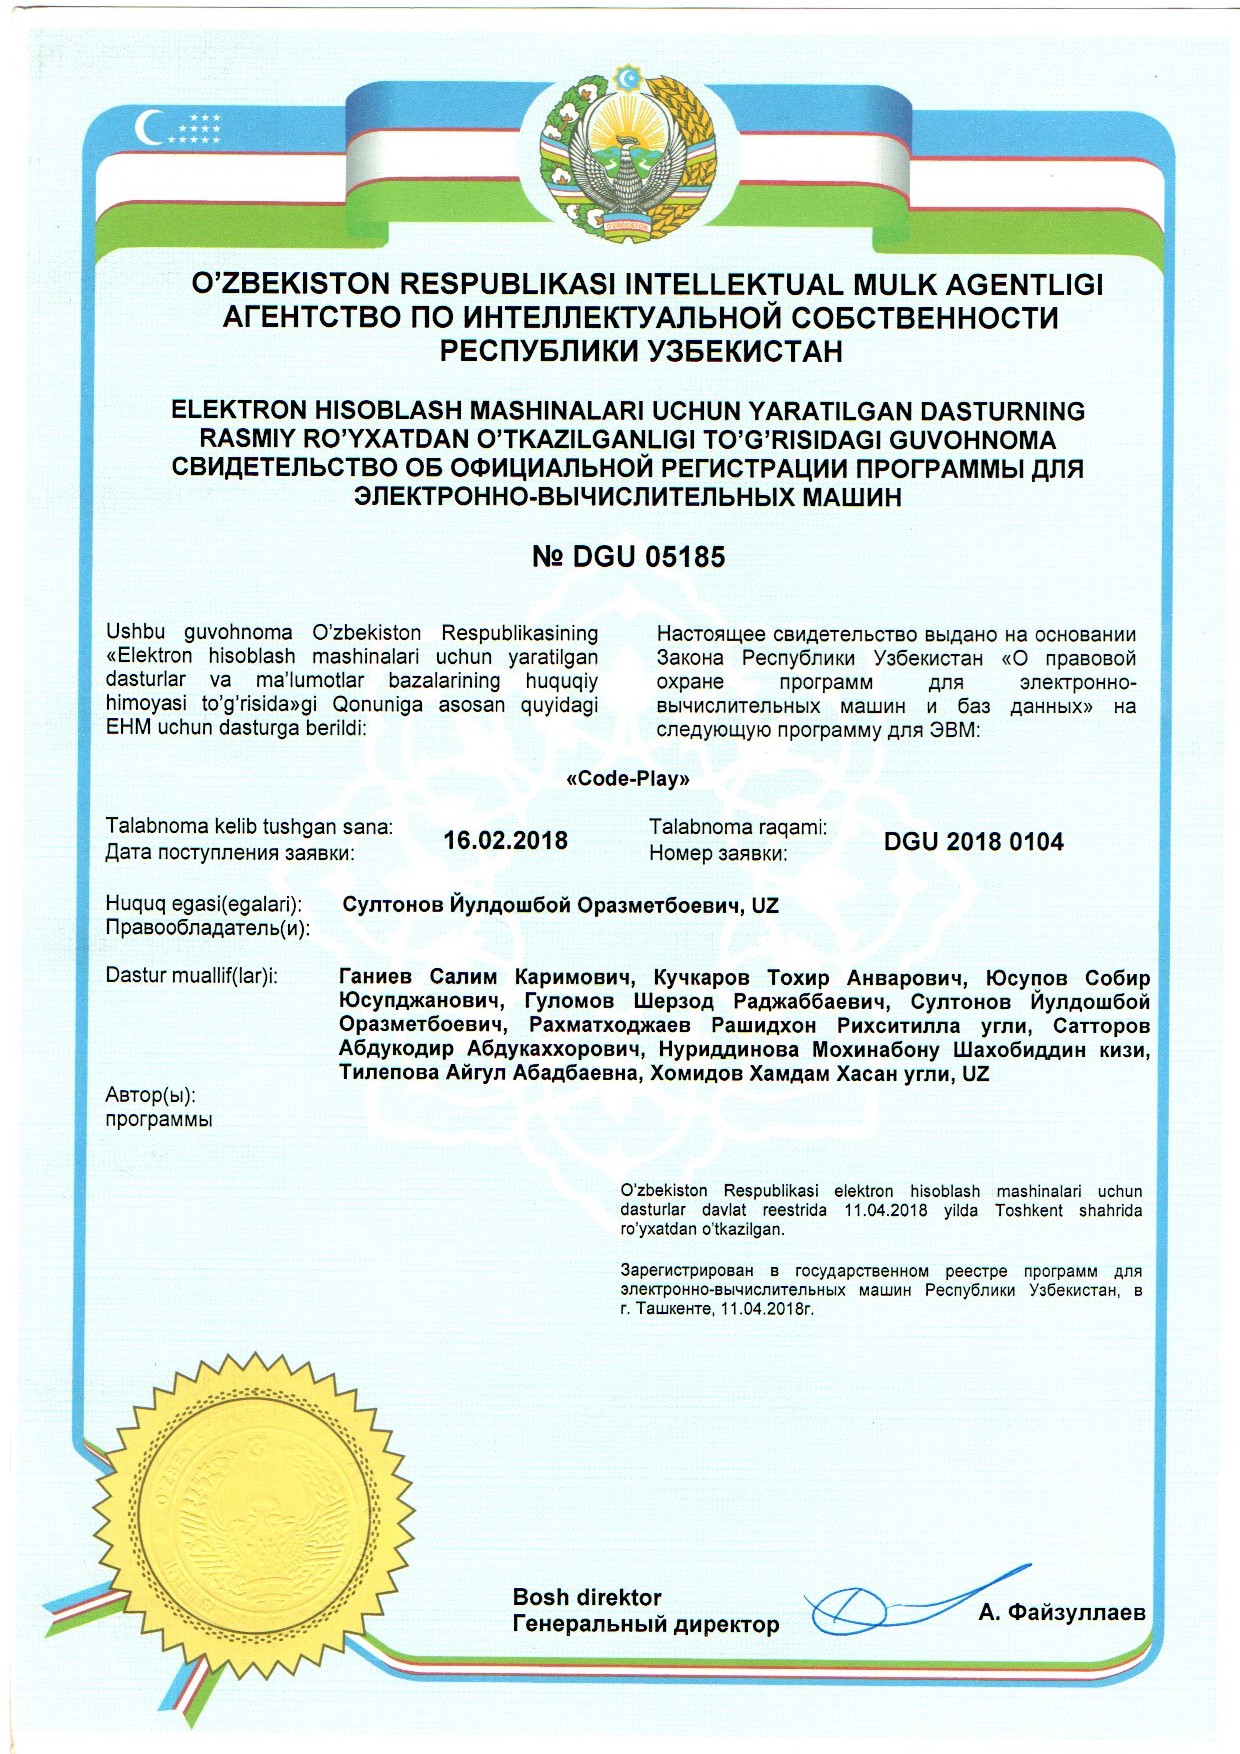 O'ZBEKISTON
O’ZBEKISTON RESPUBLIKASI INTELLEKTUAL MULK AGENTLIGI
АГЕНТСТВО ПО ИНТЕЛЛЕКТУАЛЬНОЙ СОБСТВЕННОСТИ
РЕСПУБЛИКИ УЗБЕКИСТАН
ELEKTRON HISOBLASH MASHINALARI UCHUN YARATILGAN DASTURNING
RASMIY RO’YXATDAN O’TKAZILGANLIGI TO’G’RISIDAGI GUVOHNOMA
СВИДЕТЕЛЬСТВО ОБ ОФИЦИАЛЬНОЙ РЕГИСТРАЦИИ ПРОГРАММЫ ДЛЯ
ЭЛЕКТРОННО-ВЫЧИСЛИТЕЛЬНЫХ МАШИН
№ DGU 05185
Ushbu guvohnoma O’zbekiston Respublikasining
«Elektron hisoblash mashinalari uchun yaratilgan
dasturlar va ma’lumotlar bazalarining huquqiy
himoyasi to’g’risida»gi Qonuniga asosan quyidagi
EHM uchun dasturga berildi:
Настоящее свидетельство выдано на основании
Закона Республики Узбекистан «О правовой
охране программ для электронно-
вычислительных машин и баз данных» на
следующую программу для ЭВМ:
«Code-Play»
Talabnoma kelib tushgan sana:
Дата поступления заявки:
16.02.2018
Talabnoma raqami:
Номер заявки:
DGU 2018 0104
Huquq egasi(egalari):
Правообладатель(и):
Султонов Йулдошбой Оразметбоевич, UZ
Dastur muallif(lar)i:
Ганиев Салим Каримович, Кучкаров Тохир Анварович, Юсупов Собир
Юсупджанович, Гуломов Шерзод Раджаббаевич, Султонов Йулдошбой
Оразметбоевич, Рахматходжаев Рашидхон Рихситилла угли, Сатторов
Абдукодир Абдукаххорович, Нуриддинова Мохинабону Шахобиддин кизи,
Тилепова Айгул Абадбаевна, Хомидов Хамдам Хасан угли, UZ
Автор(ы):
программы
O’zbekiston Respublikasi elektron hisoblash mashinalari uchun
dasturlar davlat reestrida 11.04.2018 yilda Toshkent shahrida
ro’yxatdan o’tkazilgan.
Зарегистрирован в государственном реестре программ для
электронно-вычислительных машин Республики Узбекистан, в
г. Ташкенте, 11.04.2018г.
Bosh direktor
Генеральный директор
А. Файзуллаев